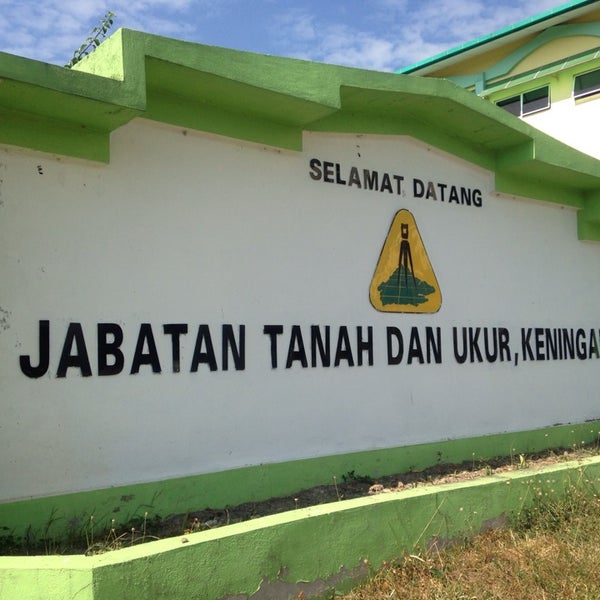 SELAMAT DATANG
JABATAN TANAH DAN UKUR, KENINGA